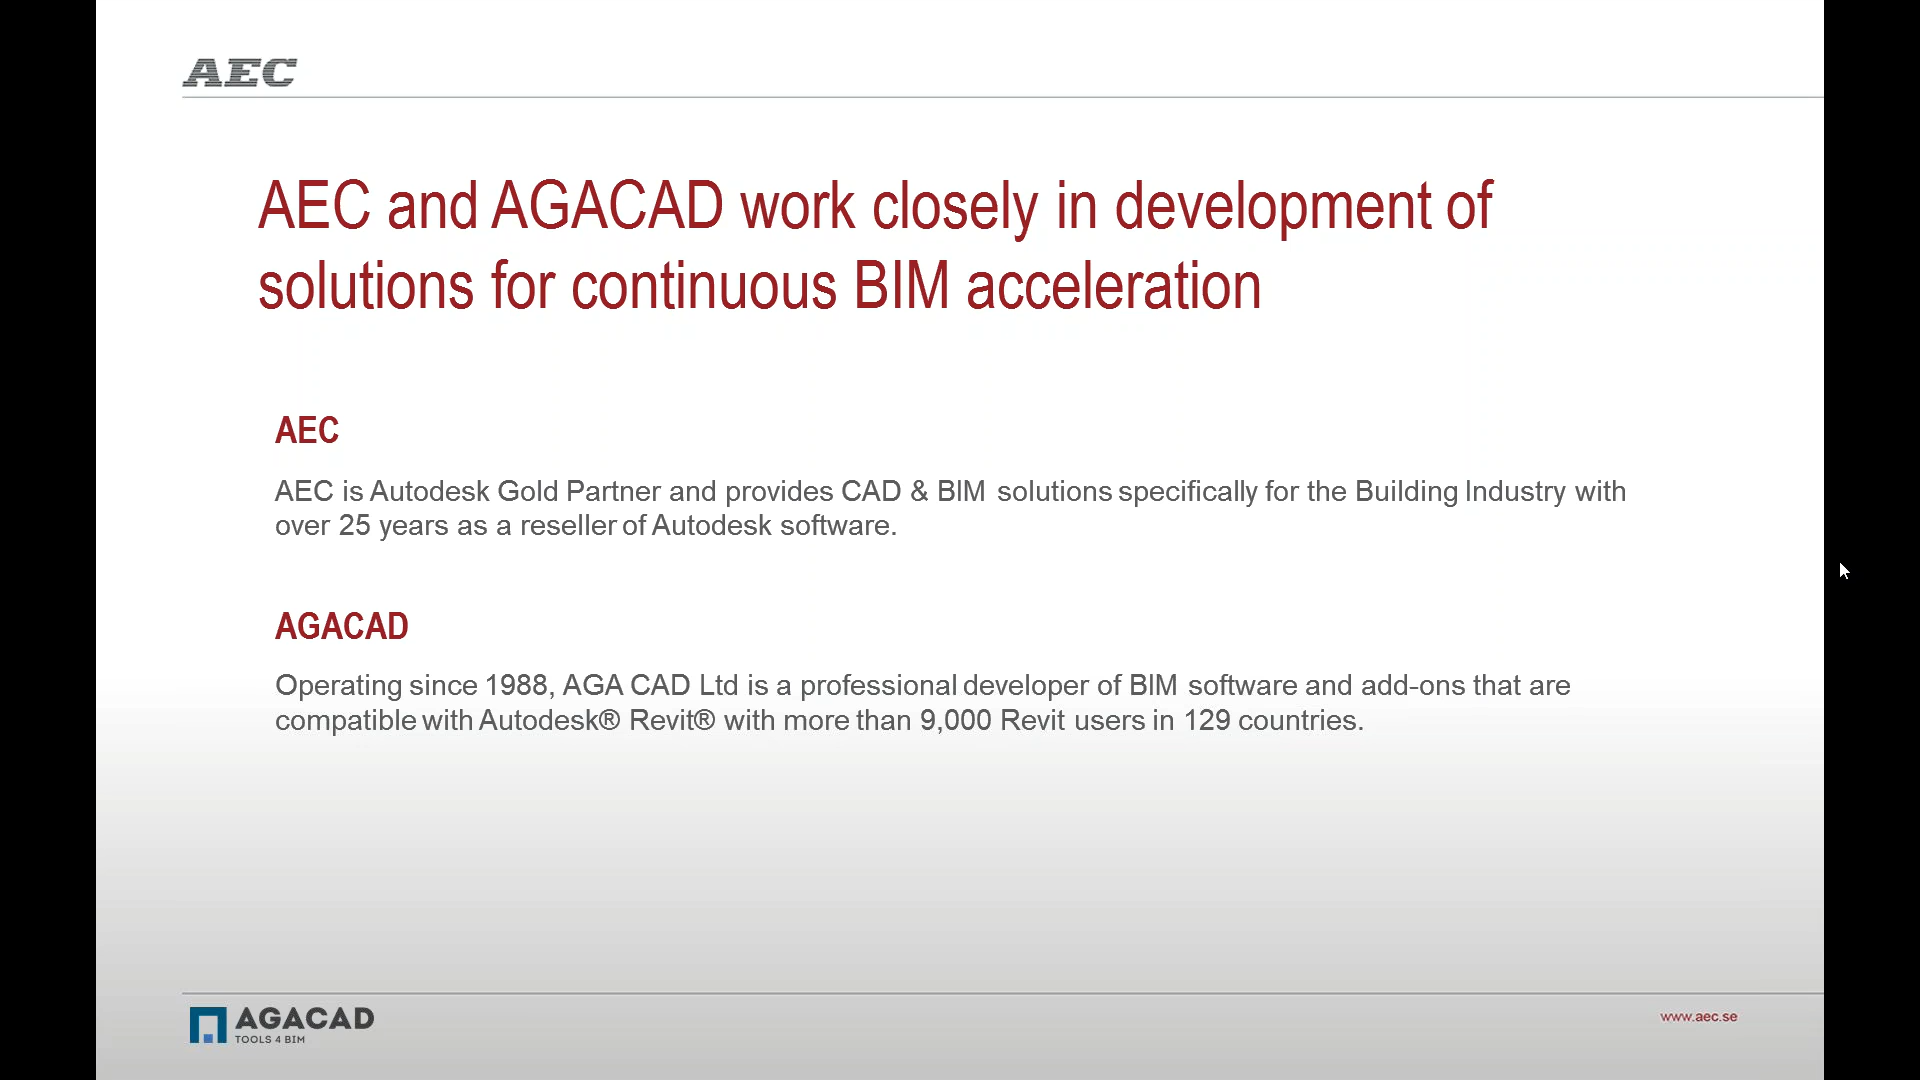 AEC
AEC and AGACAD work closely in development of
solutions for continuous BIM acceleration
AEC
AEC is Autodesk Gold Partner and provides CAD & BIM solutions specifically for the Building Industry with
over 25 years as a reseller of Autodesk software.
AGACAD
Operating since 1988, AGA CAD Ltd is a professional developer of BIM software and add-ons that are
compatible with Autodesk® Revit® with more than 9,000 Revit users in 129 countries.
AGACAD
TOOLS 4 BIM
www.aec.se